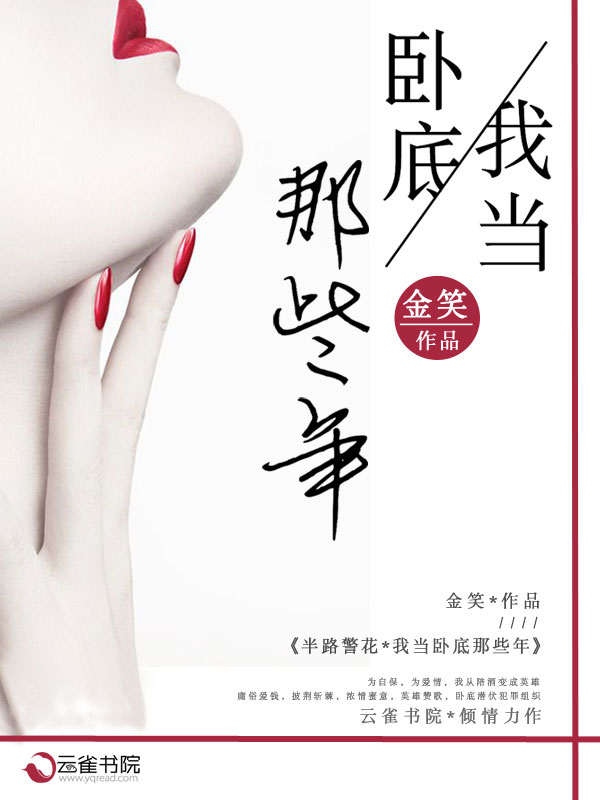 我当
卧底
那些年
金笑
作品
金笑*作品
////
《半路警花*我当卧底那些年》
为自保，为爱情，我从陪酒变成英雄
庸俗爱钱，披荆斩棘，浓情蜜意，英雄赞歌，卧底潜伏犯罪组织
云雀书院*倾情力作
云雀书院
www.yqread.com